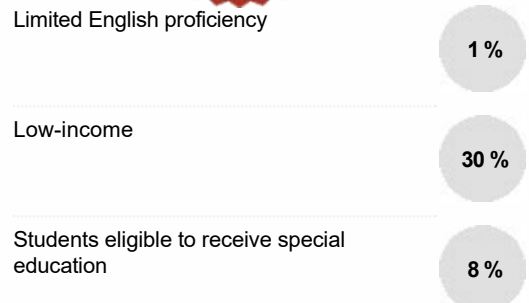 Limited English proficiency
1 %
Low-income
30 %
Students eligible to receive special
education
8 %